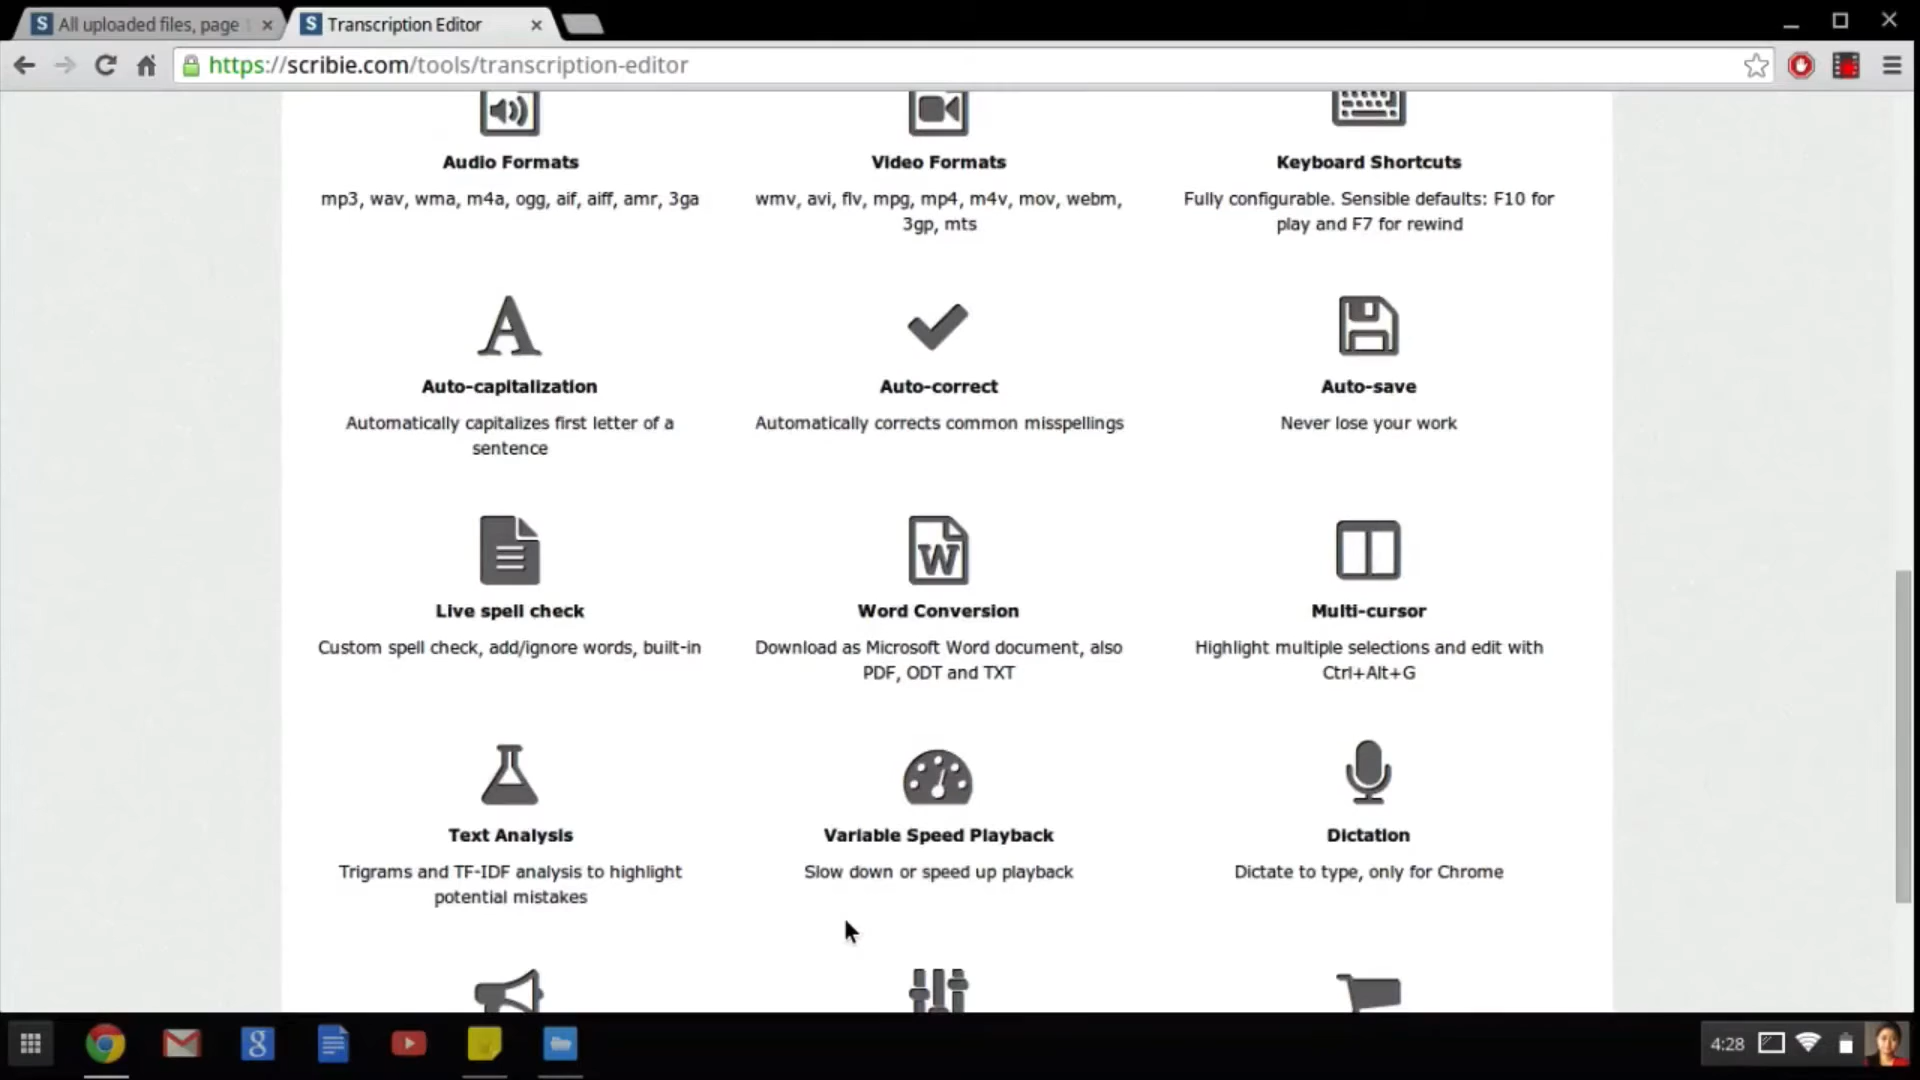 All uploaded files, page 1
Transcription Editor
https://scribie.com/tools/transcription-editor
Audio Formats
Video Formats
Keyboard Shortcuts
mp3, wav, wma, m4a, ogg, aif, aiff, amr, 3ga
wmv, avi, flv, mpg, mp4, m4v, mov, webm,
3gp, mts
Fully configurable. Sensible defaults: F10 for
play and F7 for rewind
Auto-capitalization
Auto-correct
Auto-save
Automatically capitalizes first letter of a
sentence
Automatically corrects common misspellings
Never lose your work
Live spell check
Word Conversion
Multi-cursor
Custom spell check, add/ignore words, built-in
Download as Microsoft Word document, also
PDF, ODT and TXT
Highlight multiple selections and edit with
Ctrl+Alt+G
Text Analysis
Variable Speed Playback
Dictation
Trigrams and TF-IDF analysis to highlight
potential mistakes
Slow down or speed up playback
Dictate to type, only for Chrome
4:28